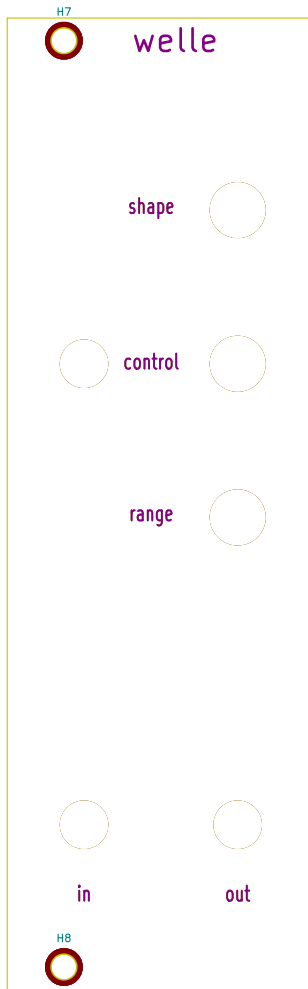 H7
welle
shape
control
range
in
out
H8